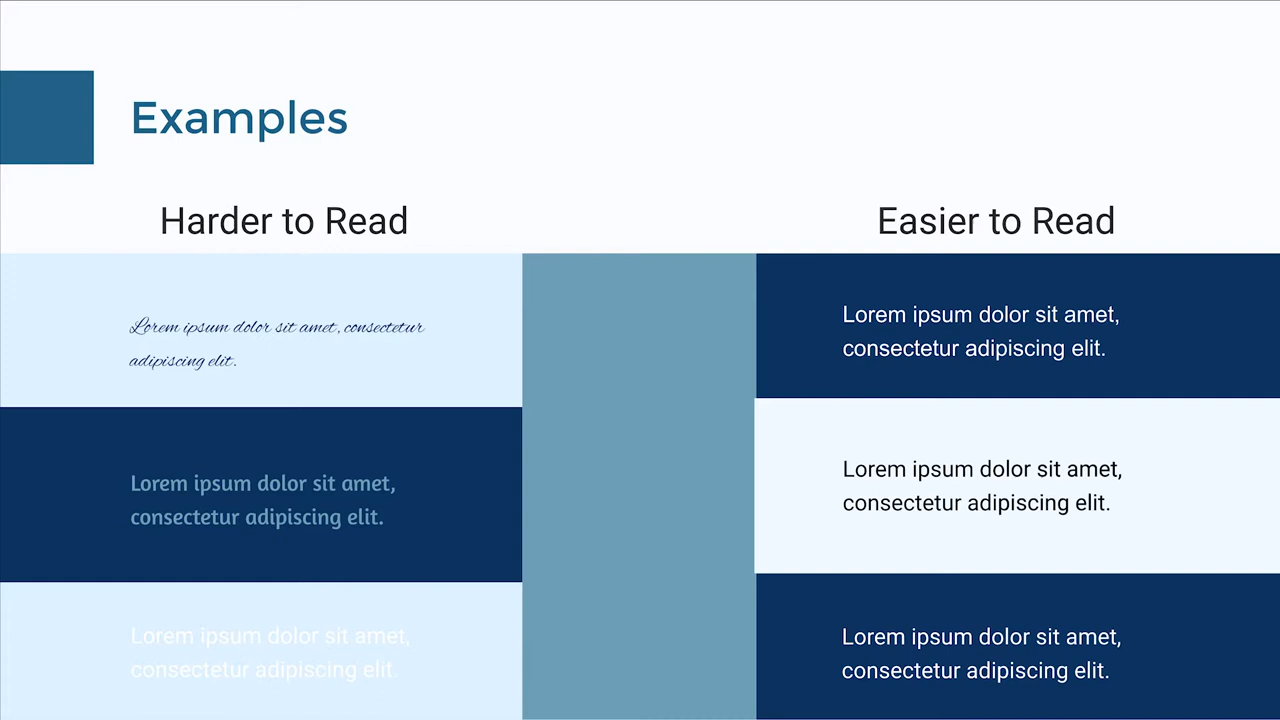 Examples
Harder to Read
Lorem ipsum dolor sit amet, consectetur
adipiscing elit.
Lorem ipsum dolor sit amet,
consectetur adipiscing elit.
Lorem ipsum dolor sit amet,
consectetur adipiscing elit.
Easier to Read
Lorem ipsum dolor sit amet,
consectetur adipiscing elit.
Lorem ipsum dolor sit amet,
consectetur adipiscing elit.
Lorem ipsum dolor sit amet,
consectetur adipiscing elit.